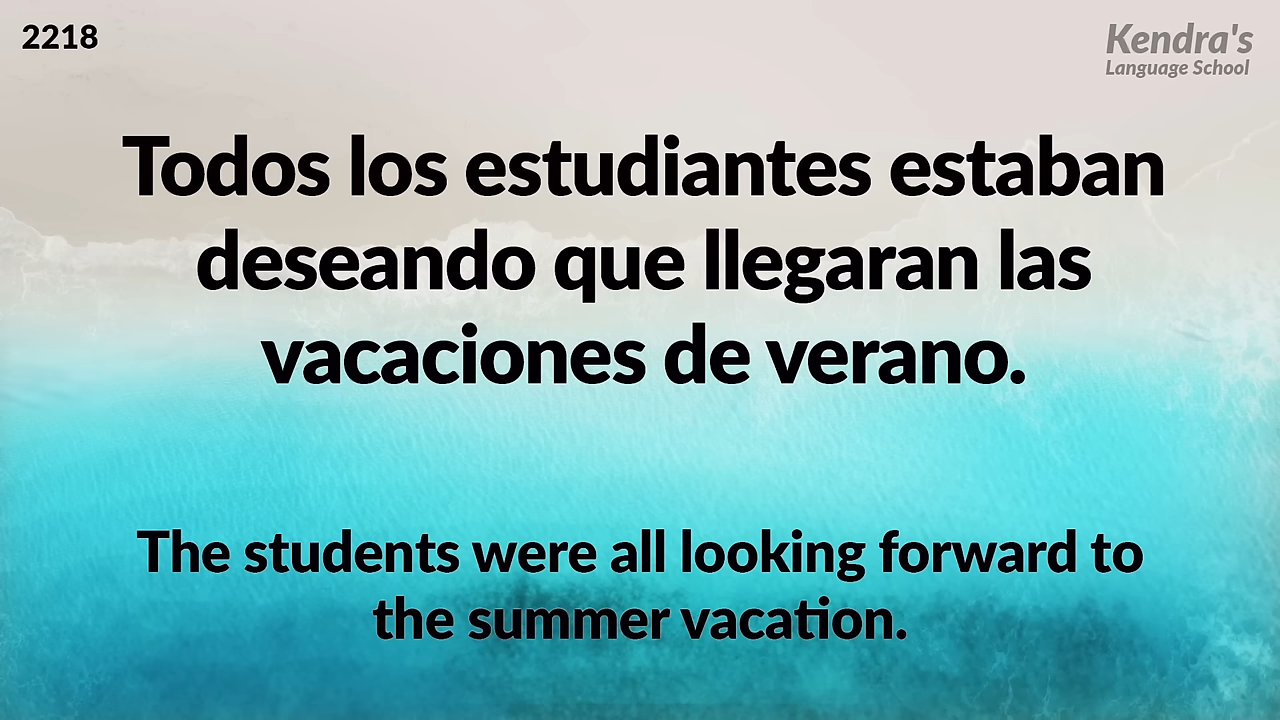 2218
Kendra's
Language School
Todos los estudiantes estaban
deseando que llegaran las
vacaciones de verano.
The students were all looking forward to
the summer vacation.